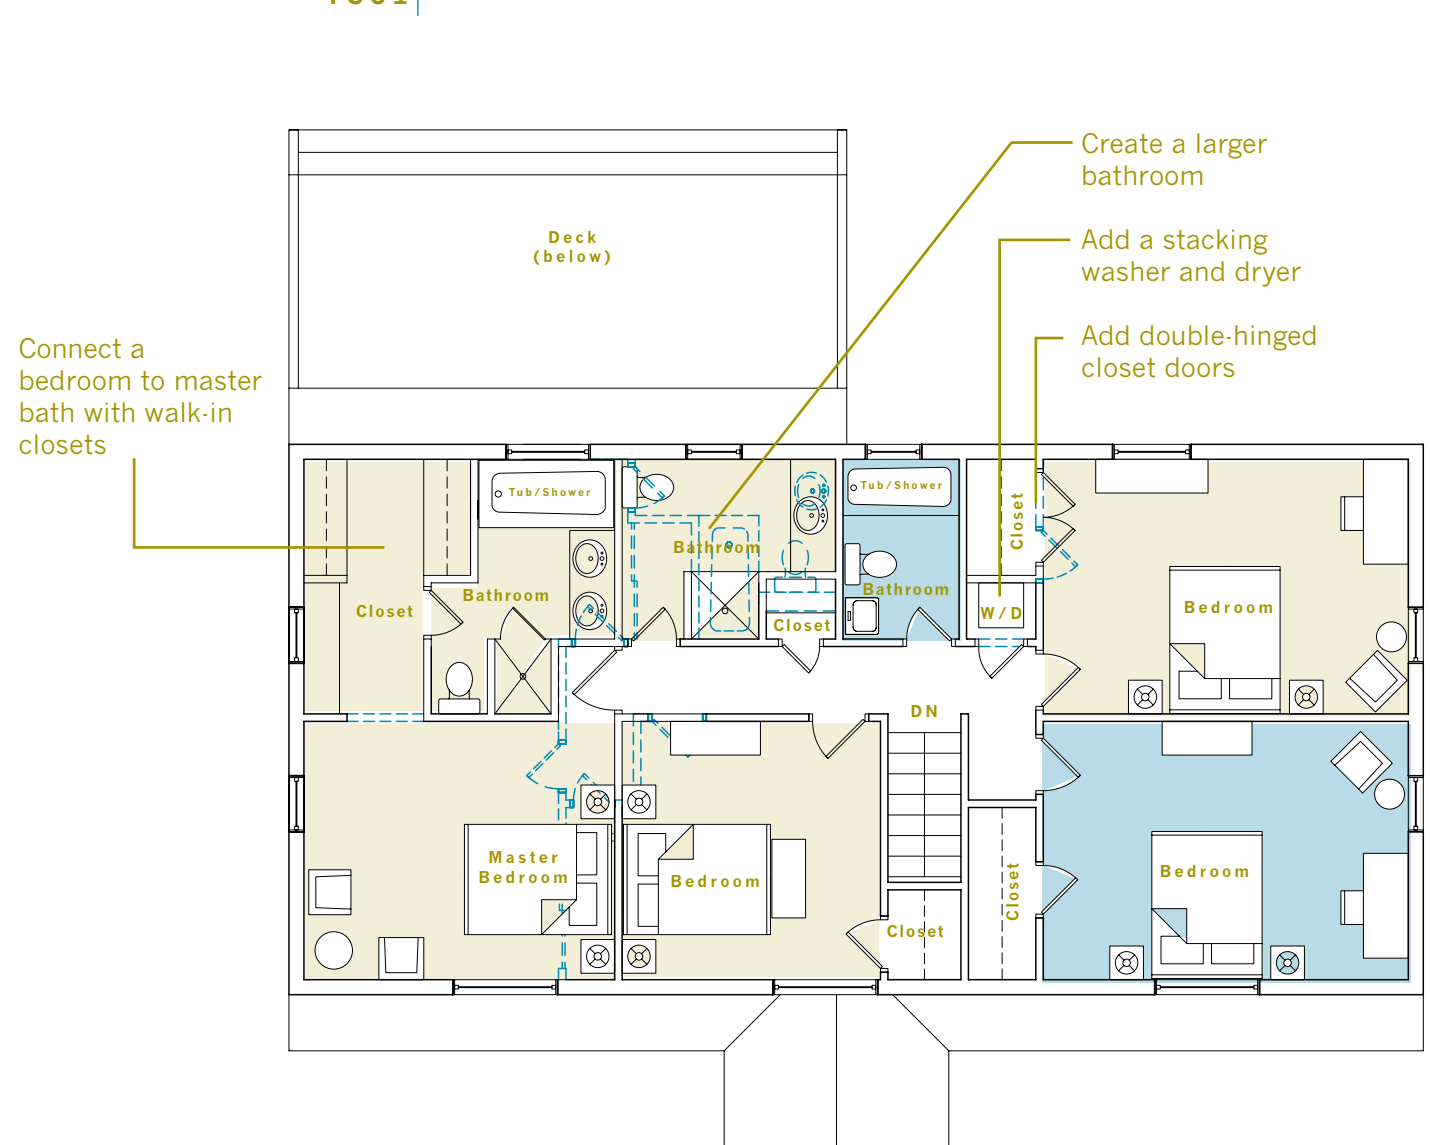 Create a larger
bathroom
Add a stacking
washer and dryer
Deck
(below)
Add double-hinged
closet doors
Connect a
bedroom to master
bath with walk-in
closets
Tub/Shower
Tub/Shower
Closet
Bathroom
Bathroom
Bathroom
Closet
Closet
W/D
Bedroom
DN
Master
Bedroom
Bedroom
Closet
Closet
Bedroom